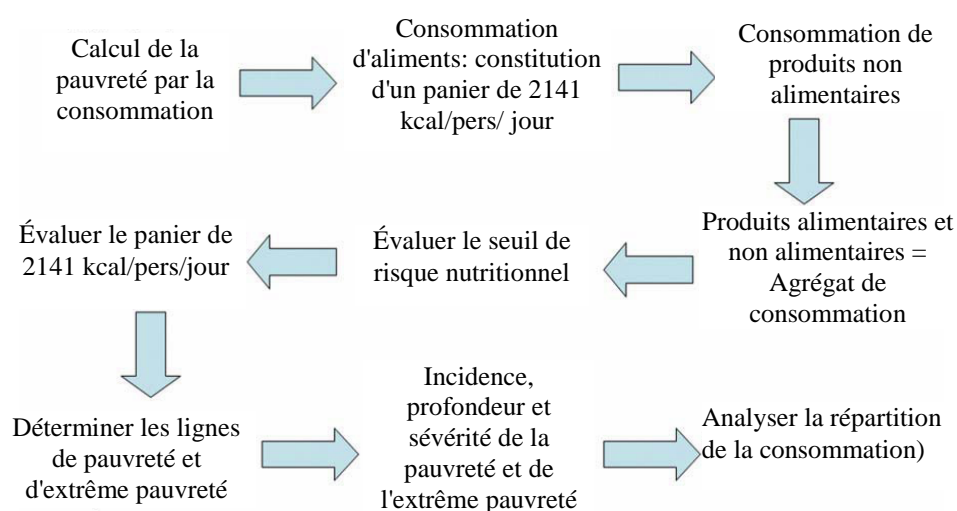 Calcul de la
pauvreté par la
consommation
Consommation
d'aliments: constitution
d'un panier de 2141
kcal/pers/ jour
Consommation de
produits non
alimentaires
Produits alimentaires et
non alimentaires =
Agrégat de
consommation
Évaluer le seuil de
risque nutritionnel
Évaluer le panier de
2141 kcal/pers/jour
Déterminer les lignes
de pauvreté et
d'extrême pauvreté
Incidence,
profondeur et
sévérité de la
pauvreté et de
l'extrême pauvreté
Analyser la répartition
de la consommation)